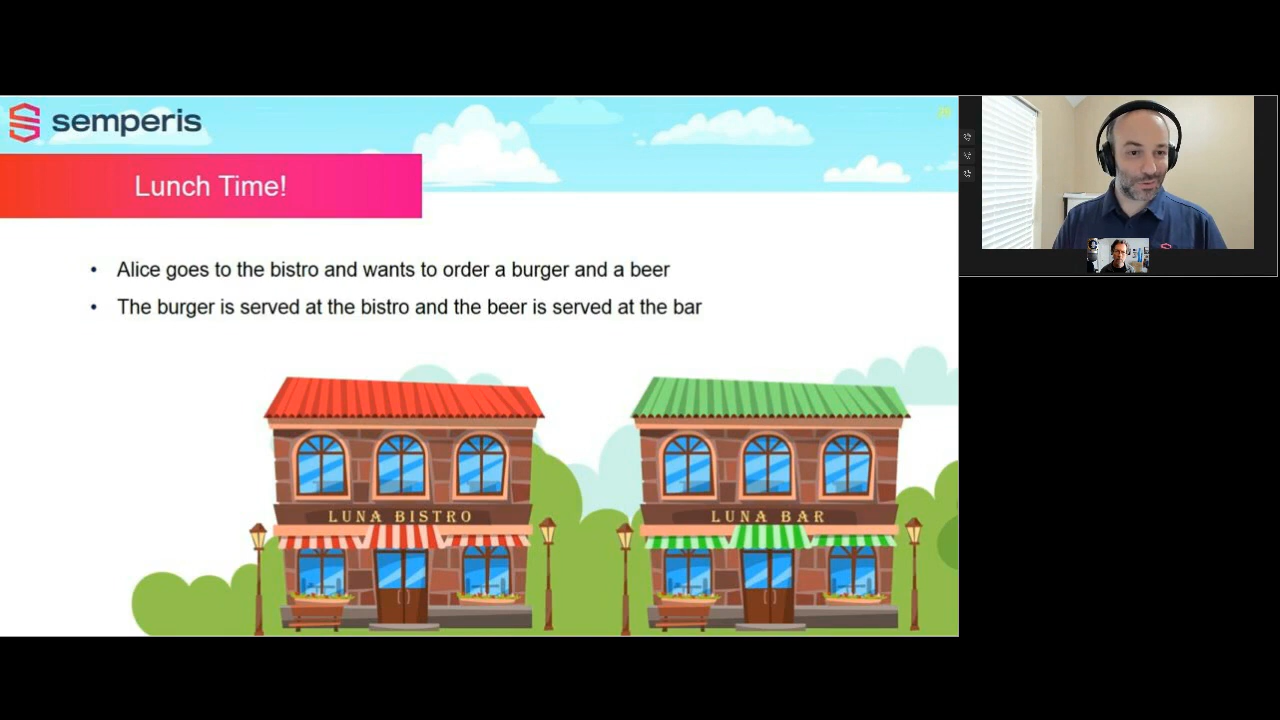 semperis
Lunch Time!
• Alice goes to the bistro and wants to order a burger and a beer
• The burger is served at the bistro and the beer is served at the bar
LUNA BISTRO
LUNA BAR